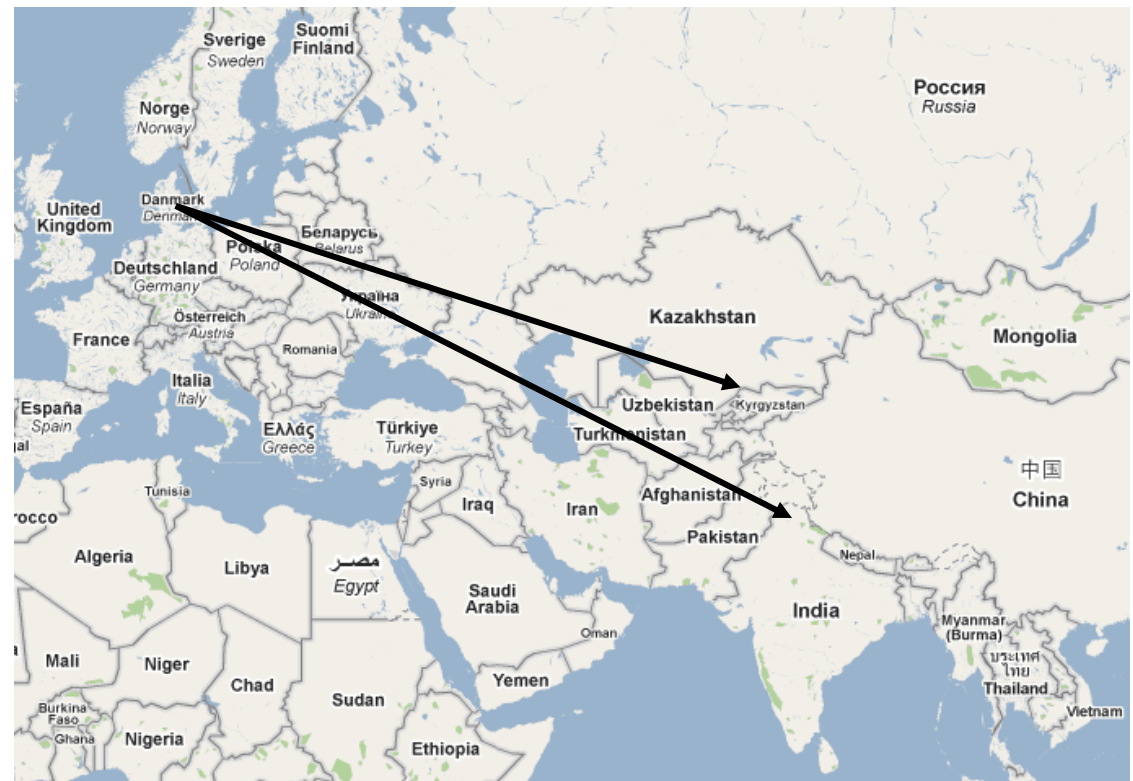 Suomi
Finland
Sverige
Sweden
Россия
Russia
Norge
Norway
Danmark
Denmark
United
Kingdom
Беларусь
Belarus
Polska
Poland
Deutschland
Germany
Україна
Ukraine
Österreich
Austria
Kazakhstan
Mongolia
France
Romania
Italia
Italy
España
Spain
Uzbekistan
Kyrgyzstan
Ελλάς
Greece
Türkiye
Turkey
Turkmenistan
gal
中国
China
Syria
Tunisia
Iraq
Iran
Afghanistan
rocco
Pakistan
Algeria
Libya
مصر
Egypt
Nepal
Saudi
Arabia
India
Myanmar
(Burma)
Oman
ประเทศ
ไทย
Thailand
Mali
Niger
Chad
Yemen
Sudan
Burkina
Faso
Vietnam
Ghana
Nigeria
Ethiopia